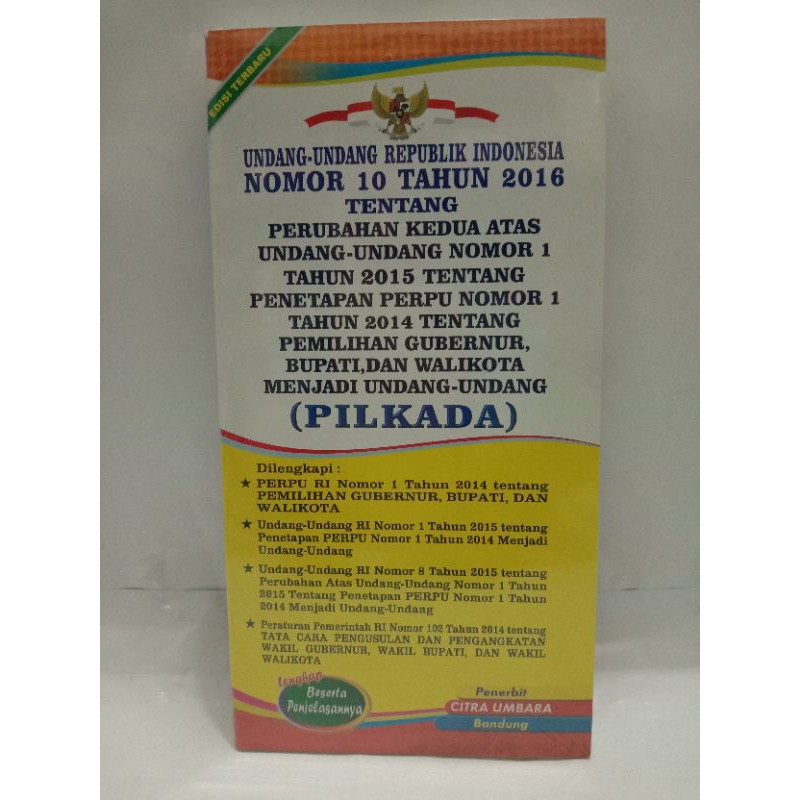 EDISI TERBARU
UNDANG-UNDANG REPUBLIK INDONESIA
NOMOR 10 TAHUN 2016
TENTANG
PERUBAHAN KEDUA ATAS
UNDANG-UNDANG NOMOR 1
TAHUN 2015 TENTANG
PENETAPAN PERPU NOMOR 1
TAHUN 2014 TENTANG
PEMILIHAN GUBERNUR,
BUPATI,DAN WALIKOTA
MENJADI UNDANG-UNDANG
(PILKADA)
Dilengkapi :
★ PERPU RI Nomor 1 Tahun 2014 tentang
PEMILIHAN GUBERNUR, BUPATI, DAN
WALIKOTA
★ Undang-Undang RI Nomor 1 Tahun 2015 tentang
Penetapan PERPU Nomor 1 Tahun 2014 Menjadi
Undang-Undang
★ Undang-Undang RI Nomor 8 Tahun 2015 tentang
Perubahan Atas Undang-Undang Nomor 1 Tahun
2015 Tentang Penetapan PERPU Nomor 1 Tahun
2014 Menjadi Undang-Undang
★ Peraturan Pemerintah RI Nomor 102 Tahun 2014 tentang
TATA CARA PENGUSULAN DAN PENGANGKATAN
WAKIL GUBERNUR, WAKIL BUPATI, DAN WAKIL
WALIKOTA
Lengkap
Beserta
Penjelasannya
Penerbit
CITRA UMBARA
Bandung